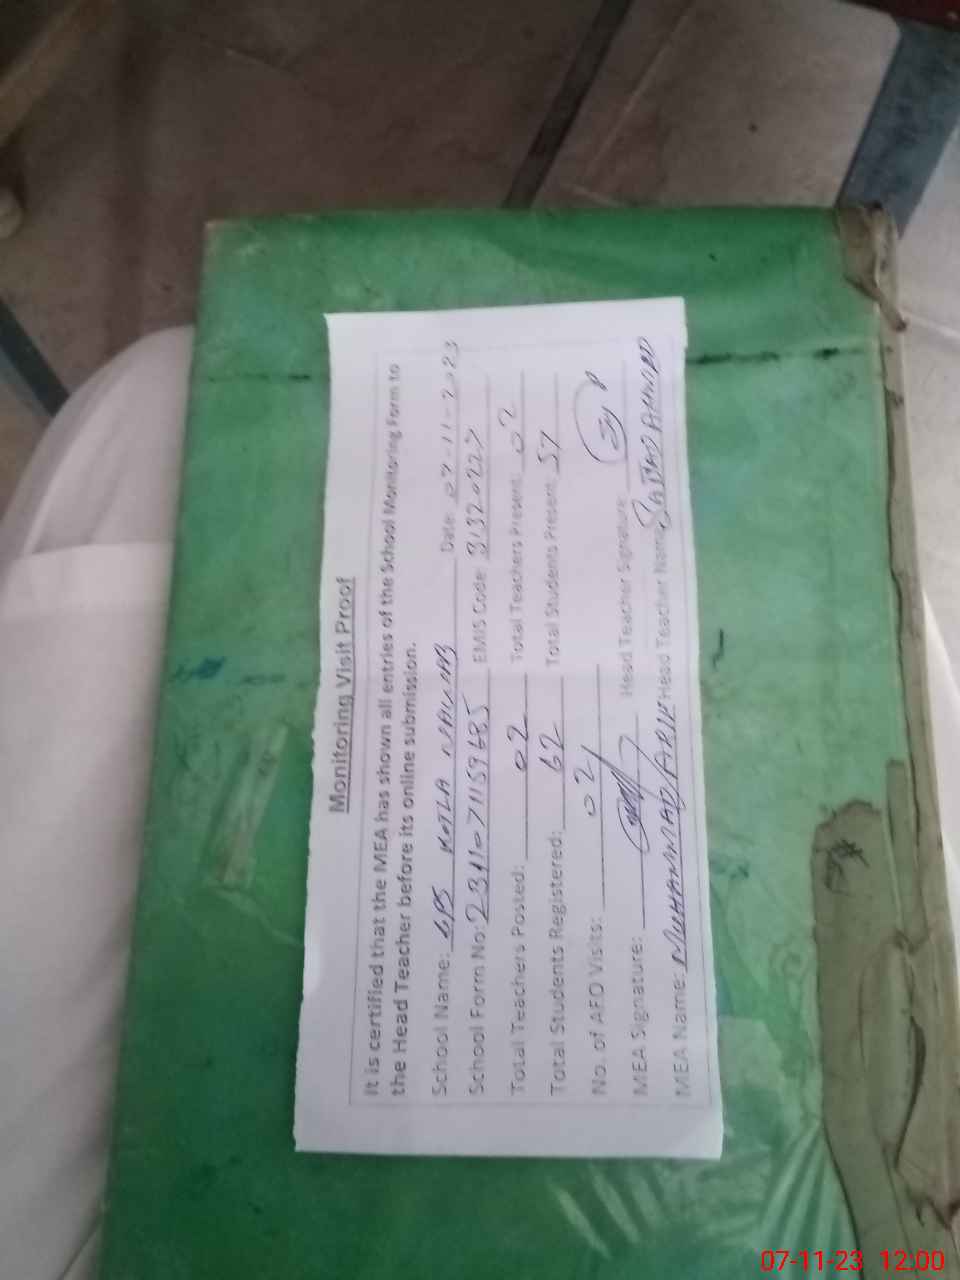 Monitoring Visit Proof
It is certified that the MEA has shown all entries of the School Monitoring Form to
the Head Teacher before its online submission.
School Name: GPS KOTLA NAWAB Date: 07-11-2023
School Form No: 231107115968 EMIS Code: 31320227
Total Teachers Posted: 02 Total Teachers Present: 02
Total Students Registered: 62 Total Students Present: 57
No. of AEO Visits: 02
MEA Signature: Head Teacher Signature:
MEA Name: MUHAMMAD ARIF Head Teacher Name: SAJJAD AHMAD
07-11-23 12:00